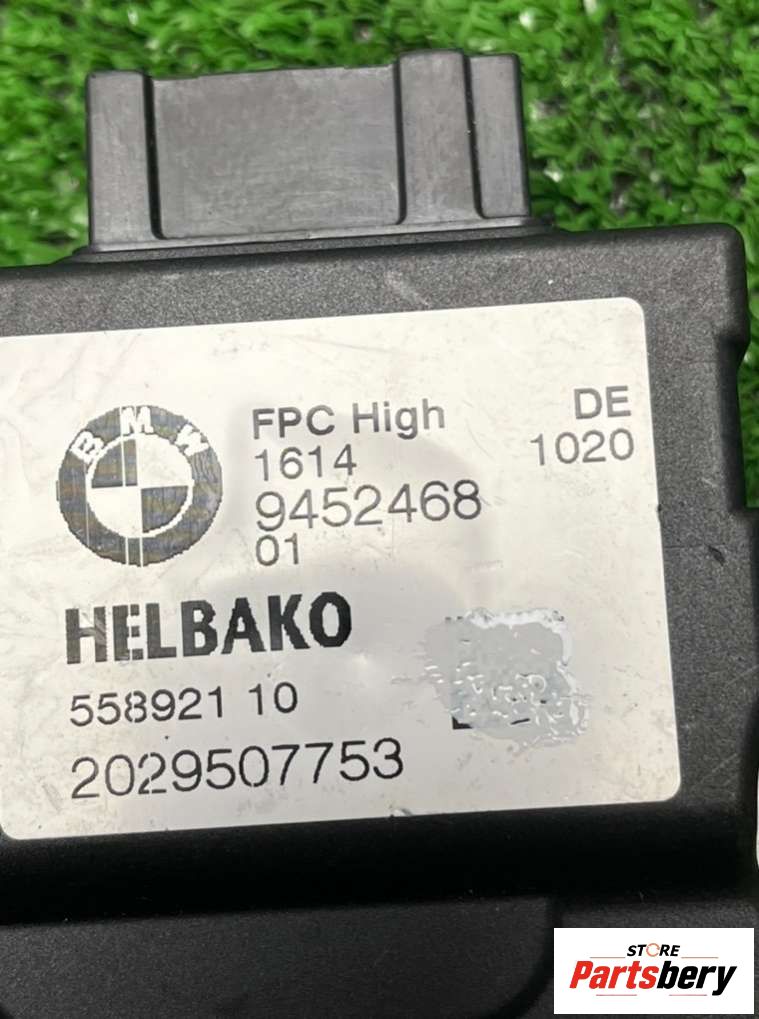 BMW
FPC High
DE
1614
1020
9452468
01
HELBAKO
558921 10
2029507753
STORE
Partsbery